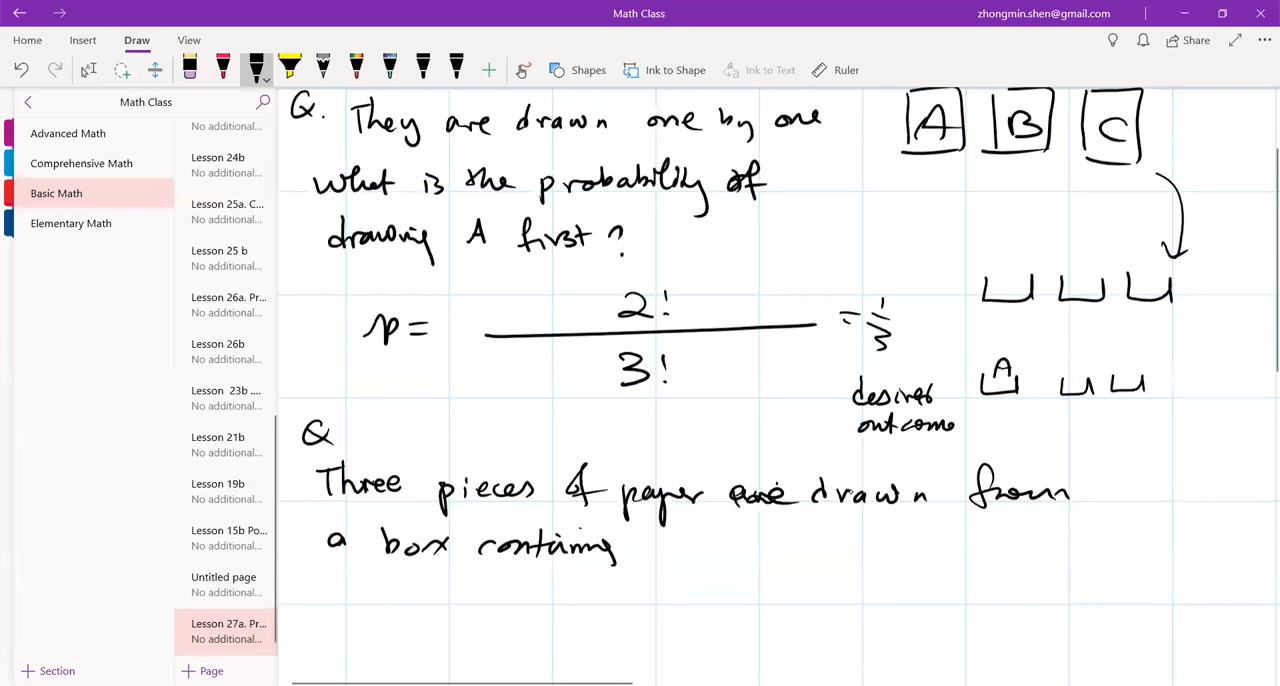 Math Class
zhongmin.shen@gmail.com
Home Insert Draw View
Share
Shapes Ink to Shape Ink to Text Ruler
Math Class
Advanced Math
Comprehensive Math
Basic Math
Elementary Math
No additional...
Lesson 24b
No additional...
Lesson 25a. C...
No additional...
Lesson 25 b
No additional...
Lesson 26a. Pr...
No additional...
Lesson 26b
No additional...
Lesson 23b ....
No additional...
Lesson 21b
No additional...
Lesson 19b
No additional...
Lesson 15b Po...
No additional...
Untitled page
No additional...
Lesson 27a. Pr...
No additional...
+ Section
+ Page
Q. They are drawn one by one
what is the probability of
drawing A first?
A B C
p = 2! / 3! = 1/3
A
desired
outcome
Q
Three pieces of paper are drawn from
a box containing